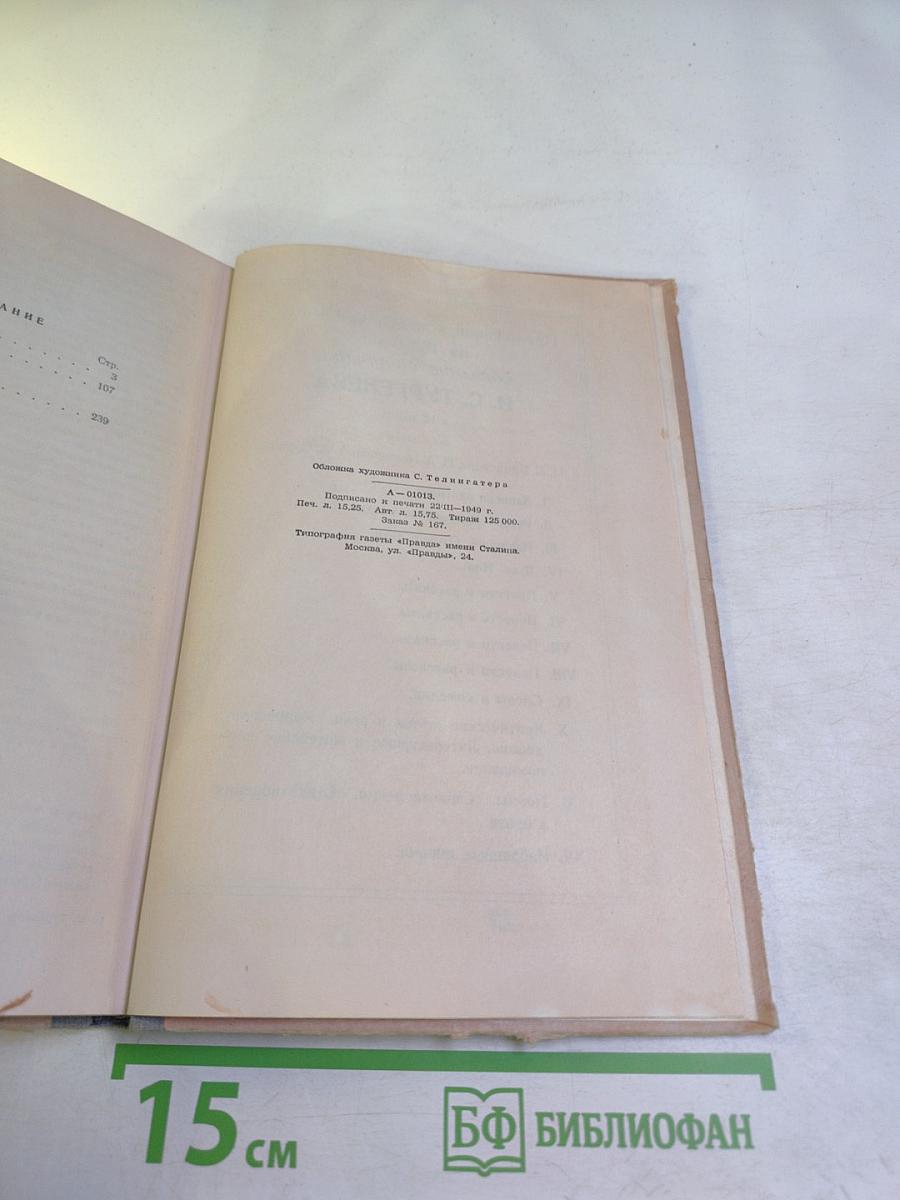 АНИЕ
Стр.
3
107
239
Обложка художника С. Телингатера
А—01013.
Подписано к печати 22/III—1949 г.
Печ. л. 15,25. Авт. л. 15,75. Тираж 125 000.
Заказ № 167.
Типография газеты «Правда» имени Сталина.
Москва, ул. «Правды», 24.
15 см
БФ БИБЛИОФАН